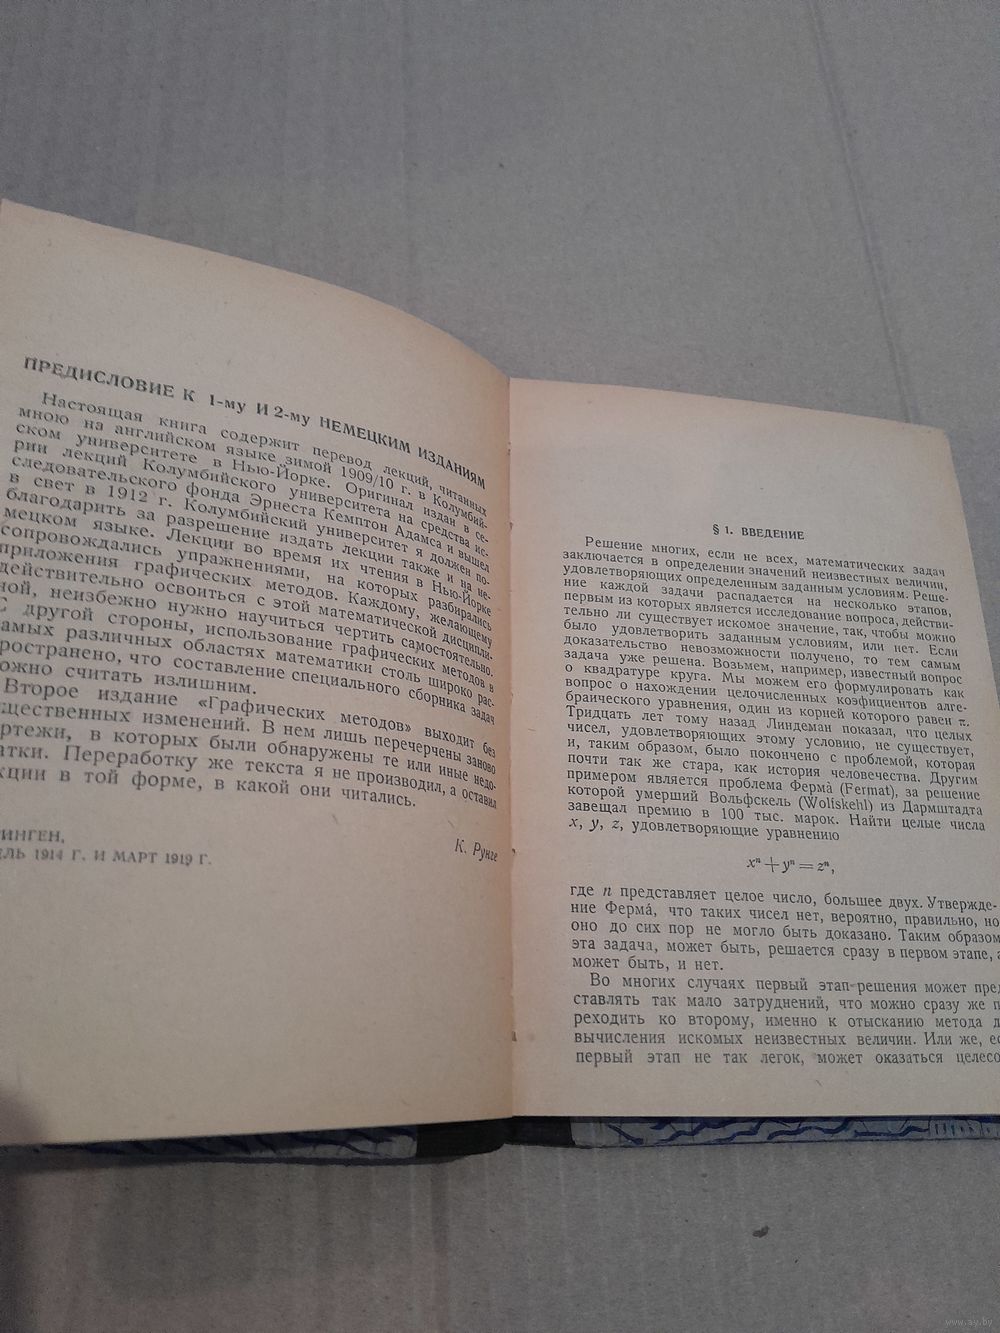 ПРЕДИСЛОВИЕ К 1-му И 2-му НЕМЕЦКИМ ИЗДАНИЯМ
Настоящая книга содержит перевод лекций, читанных
мною на английском языке зимой 1909/10 г. в Колумбий-
ском университете в Нью-Йорке. Оригинал издан в се-
рии лекций Колумбийского университета на средства ис-
следовательского фонда Эрнеста Кемптон Адамса и вышел
в свет в 1912 г. Колумбийский университет я должен по-
благодарить за разрешение издать лекции также и на не-
мецком языке. Лекции во время их чтения в Нью-Йорке
сопровождались упражнениями, на которых разбирались
приложения графических методов. Каждому, желающему
действительно освоиться с этой математической дисципли-
ной, неизбежно нужно научиться чертить самостоятельно.
С другой стороны, использование графических методов в
самых различных областях математики столь широко рас-
ространено, что составление специального сборника задач
ожно считать излишним.
Второе издание «Графических методов» выходит без
щественных изменений. В нем лишь перечерчены заново
ертежи, в которых были обнаружены те или иные недо-
атки. Переработку же текста я не производил, а оставил
кции в той форме, в какой они читались.
К. Рунге
ТИНГЕН,
ЕЛЬ 1914 Г. И МАРТ 1919 Г.
§ 1. ВВЕДЕНИЕ
Решение многих, если не всех, математических задач
заключается в определении значений неизвестных величин,
удовлетворяющих определенным заданным условиям. Реше-
ние каждой задачи распадается на несколько этапов,
первым из которых является исследование вопроса, действи-
тельно ли существует искомое значение, так, чтобы можно
было удовлетворить заданным условиям, или нет. Если
доказательство невозможности получено, то тем самым
задача уже решена. Возьмем, например, известный вопрос
о квадратуре круга. Мы можем его формулировать как
вопрос о нахождении целочисленных коэфициентов алге-
браического уравнения, один из корней которого равен π.
Тридцать лет тому назад Линдеман показал, что целых
чисел, удовлетворяющих этому условию, не существует,
и, таким образом, было покончено с проблемой, которая
почти так же стара, как история человечества. Другим
примером является проблема Ферма́ (Fermat), за решение
которой умерший Вольфскель (Wolfskehl) из Дармштадта
завещал премию в 100 тыс. марок. Найти целые числа
x, y, z, удовлетворяющие уравнению
xⁿ + yⁿ = zⁿ,
где n представляет целое число, большее двух. Утвержде-
ние Ферма́, что таких чисел нет, вероятно, правильно, но
оно до сих пор не могло быть доказано. Таким образом
эта задача, может быть, решается сразу в первом этапе, а
может быть, и нет.
Во многих случаях первый этап решения может пред
ставлять так мало затруднений, что можно сразу же п
реходить ко второму, именно к отысканию метода д
вычисления искомых неизвестных величин. Или же, ес
первый этап не так легок, может оказаться целесо
www.ay.by